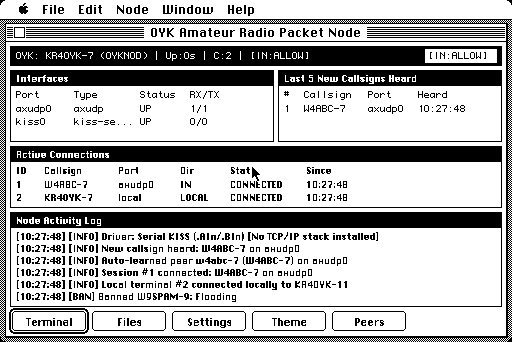 File Edit Node Window Help
OYK Amateur Radio Packet Node
OYK: KR4OYK-7 (OYKNOD) | Up:0s | C:2 | [IN:ALLOW] [IN:ALLOW]
Interfaces
Port Type Status RX/TX
axudp0 axudp UP 1/1
kiss0 kiss-se... UP 0/0
Last 5 New Callsigns Heard
# Callsign Port Heard
1 W4ABC-7 axudp0 10:27:48
Active Connections
ID Callsign Port Dir Stat Since
1 W4ABC-7 axudp0 IN CONNECTED 10:27:48
2 KR4OYK-7 local LOCAL CONNECTED 10:27:48
Node Activity Log
[10:27:48] [INFO] Driver: Serial KISS (.AIn/.BIn) [No TCP/IP stack installed]
[10:27:48] [INFO] New callsign heard: W4ABC-7 on axudp0
[10:27:48] [INFO] Auto-learned peer w4abc-7 (W4ABC-7) on axudp0
[10:27:48] [INFO] Session #1 connected: W4ABC-7 on axudp0
[10:27:48] [INFO] Local terminal #2 connected locally to KR4OYK-11
[10:27:48] [BAN] Banned W9SPAM-9: Flooding
Terminal Files Settings Theme Peers